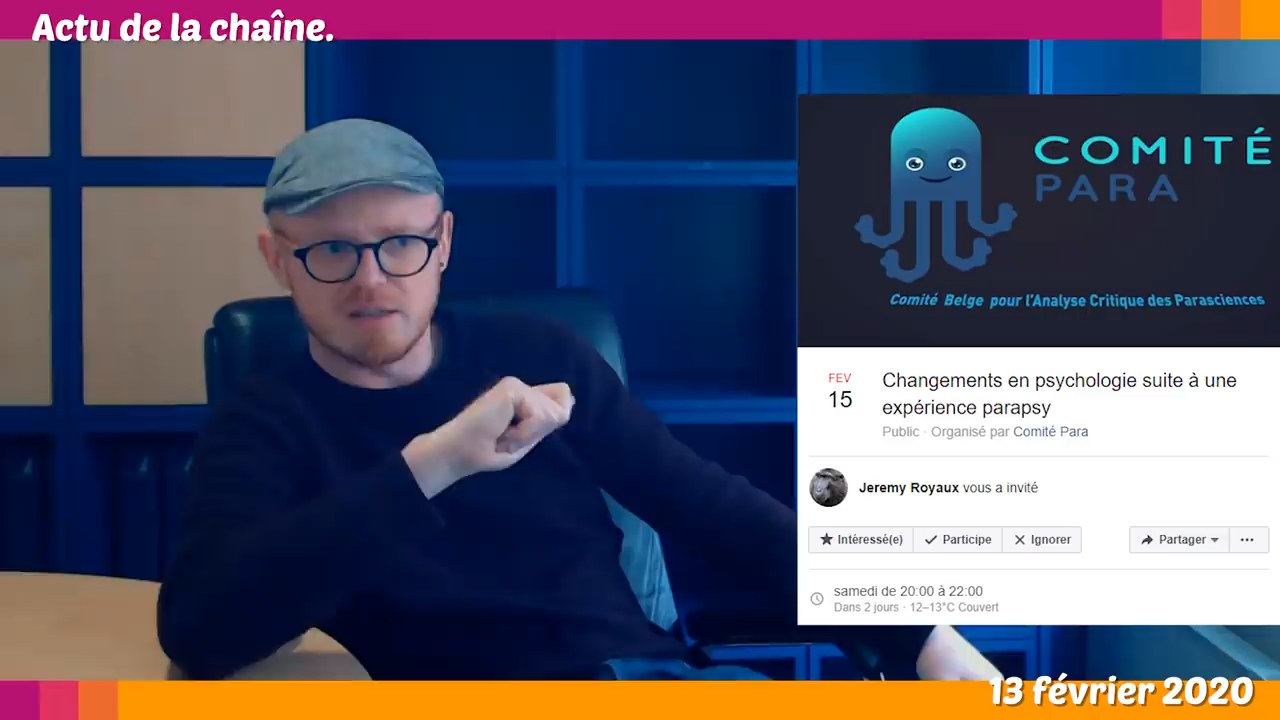 Actu de la chaîne.
COMITÉ
PARA
Comité Belge pour l'Analyse Critique des Parasciences
FEV
15
Changements en psychologie suite à une
expérience parapsy
Public · Organisé par Comité Para
Jeremy Royaux vous a invité
Intéressé(e) Participe Ignorer Partager
samedi de 20:00 à 22:00
Dans 2 jours · 12–13°C Couvert
13 février 2020